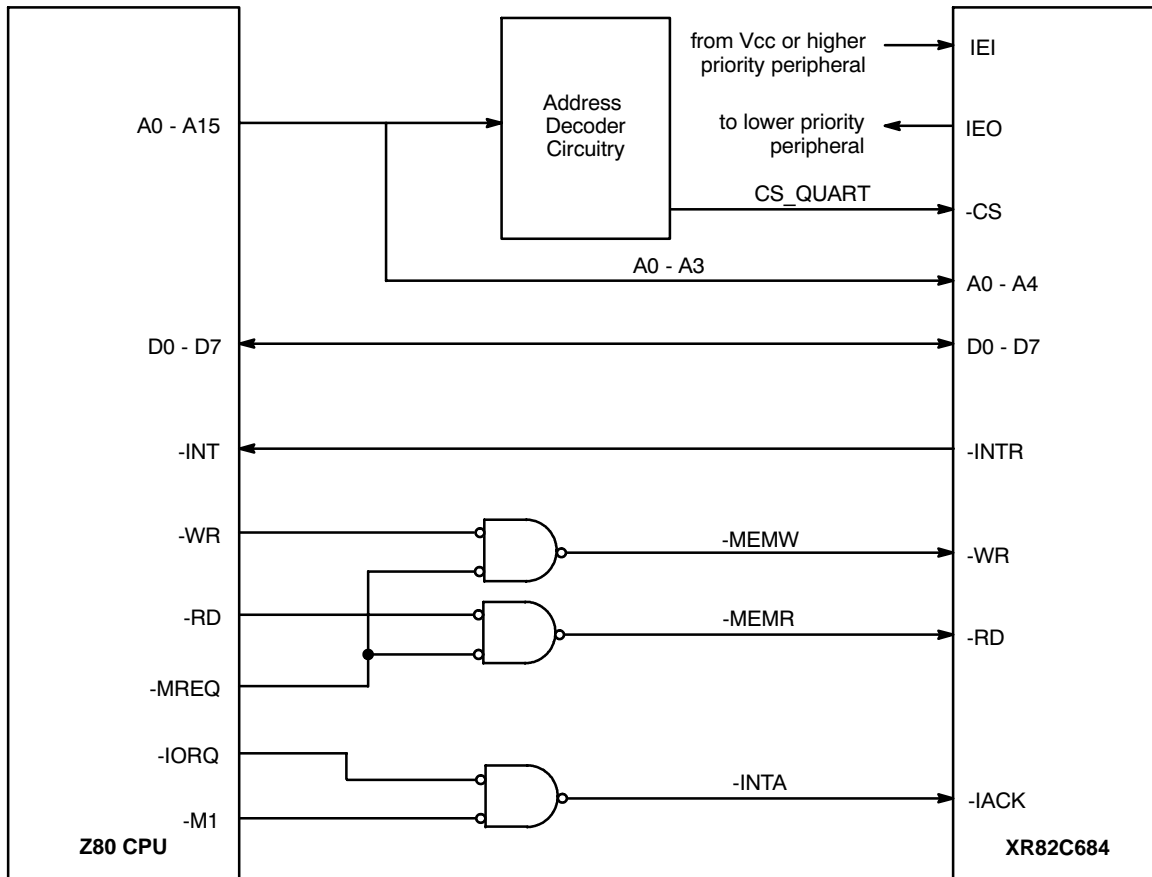 from Vcc or higher
priority peripheral
IEI
A0 - A15
Address
Decoder
Circuitry
to lower priority
peripheral
IEO
CS_QUART
-CS
A0 - A3
A0 - A4
D0 - D7
D0 - D7
-INT
-INTR
-WR
-MEMW
-WR
-RD
-MEMR
-RD
-MREQ
-IORQ
-INTA
-IACK
-M1
Z80 CPU
XR82C684